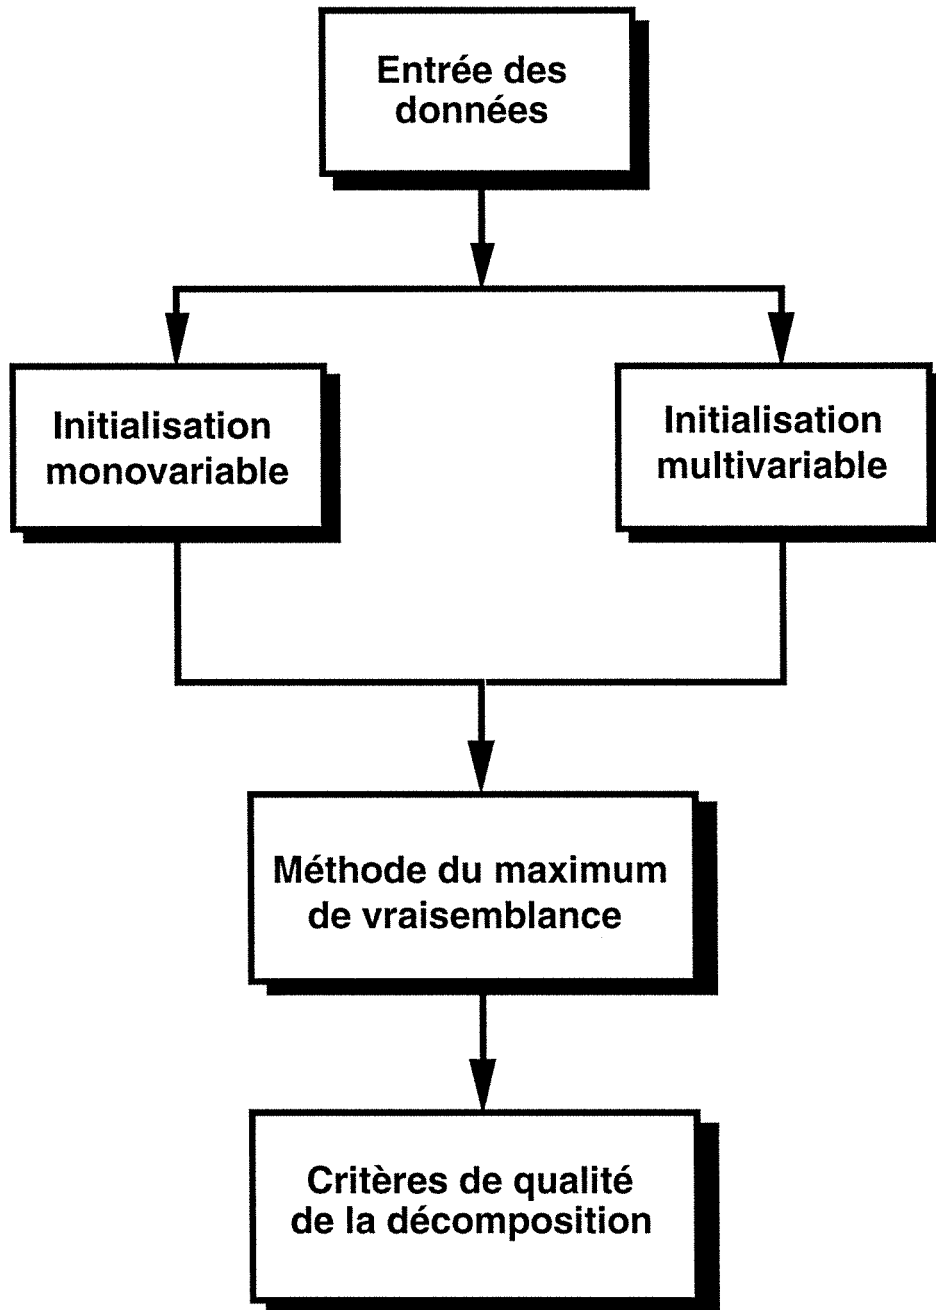 Entrée des
données
Initialisation
monovariable
Initialisation
multivariable
Méthode du maximum
de vraisemblance
Critères de qualité
de la décomposition